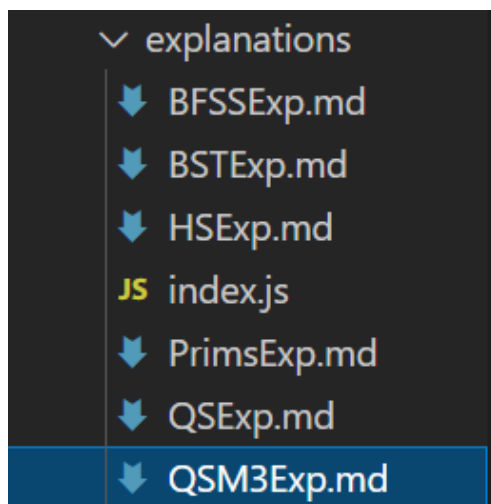 explanations
BFSSExp.md
BSTExp.md
HSExp.md
JS index.js
PrimsExp.md
QSExp.md
QSM3Exp.md